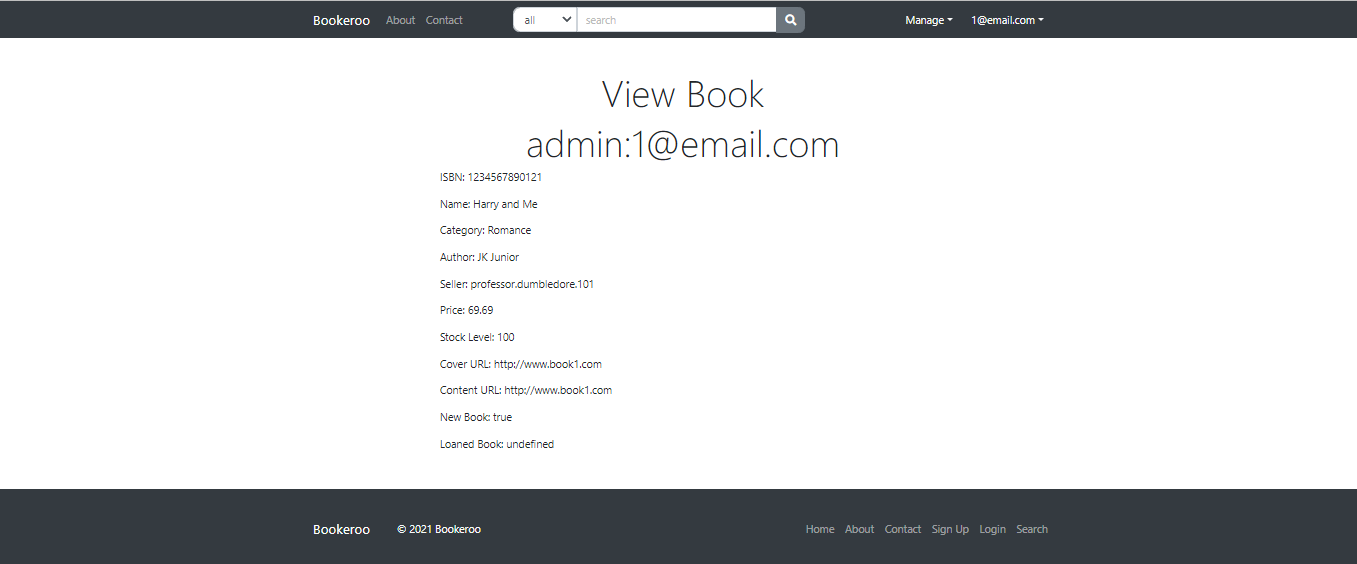 Bookeroo About Contact all search Manage 1@email.com
View Book
admin:1@email.com
ISBN: 1234567890121
Name: Harry and Me
Category: Romance
Author: JK Junior
Seller: professor.dumbledore.101
Price: 69.69
Stock Level: 100
Cover URL: http://www.book1.com
Content URL: http://www.book1.com
New Book: true
Loaned Book: undefined
Bookeroo © 2021 Bookeroo Home About Contact Sign Up Login Search